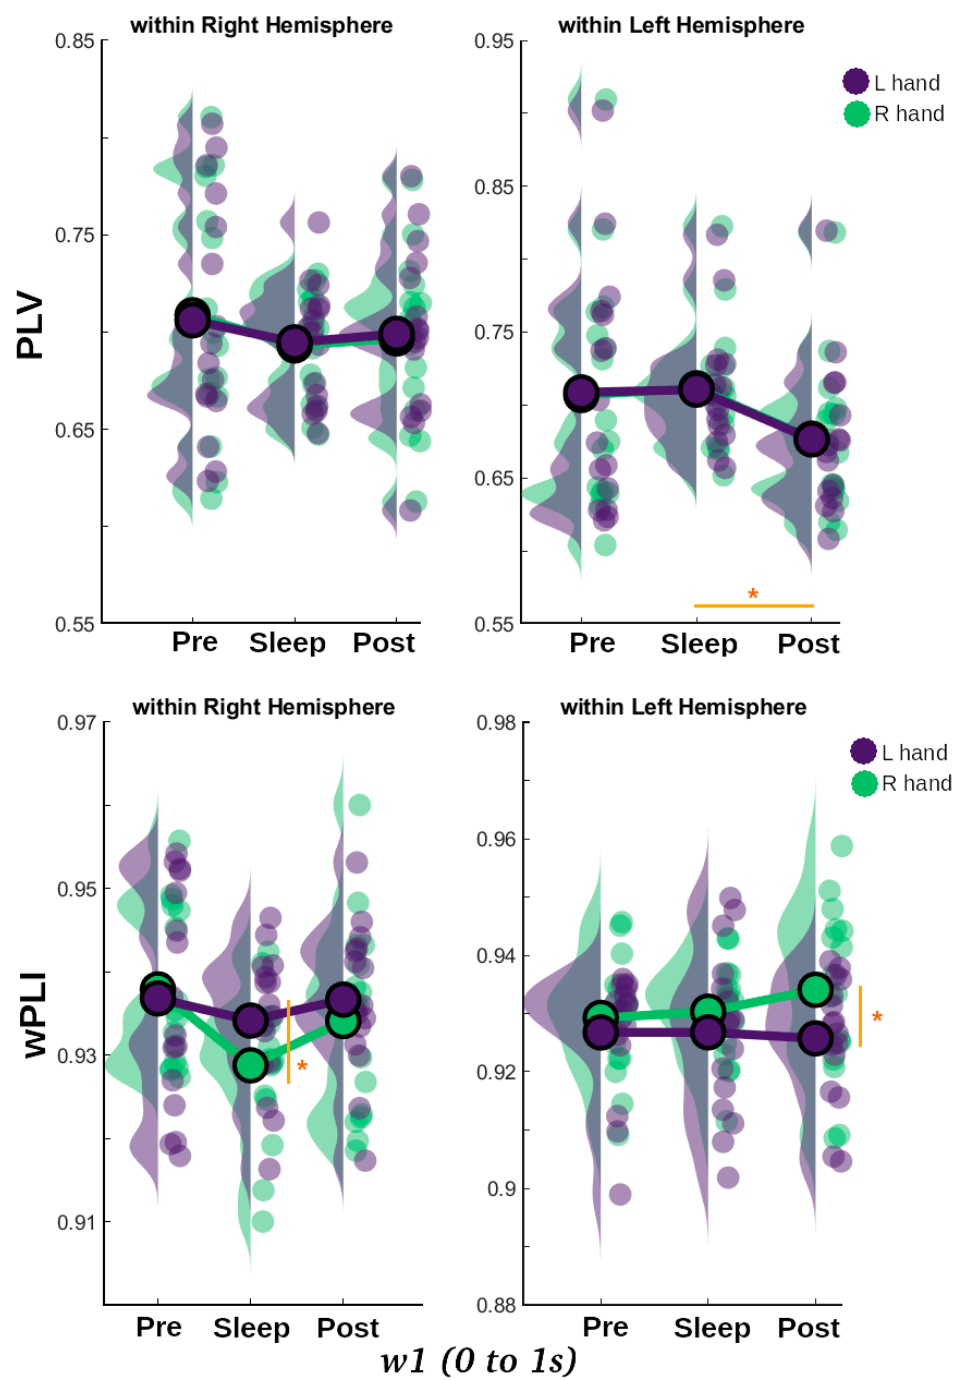 within Right Hemisphere
within Left Hemisphere
0.85
0.75
0.65
0.55
PLV
Pre Sleep Post
0.95
0.85
0.75
0.65
0.55
L hand
R hand
*
Pre Sleep Post
within Right Hemisphere
within Left Hemisphere
0.97
0.95
0.93
0.91
wPLI
*
Pre Sleep Post
0.98
0.96
0.94
0.92
0.9
0.88
L hand
R hand
*
Pre Sleep Post
w1 (0 to 1s)